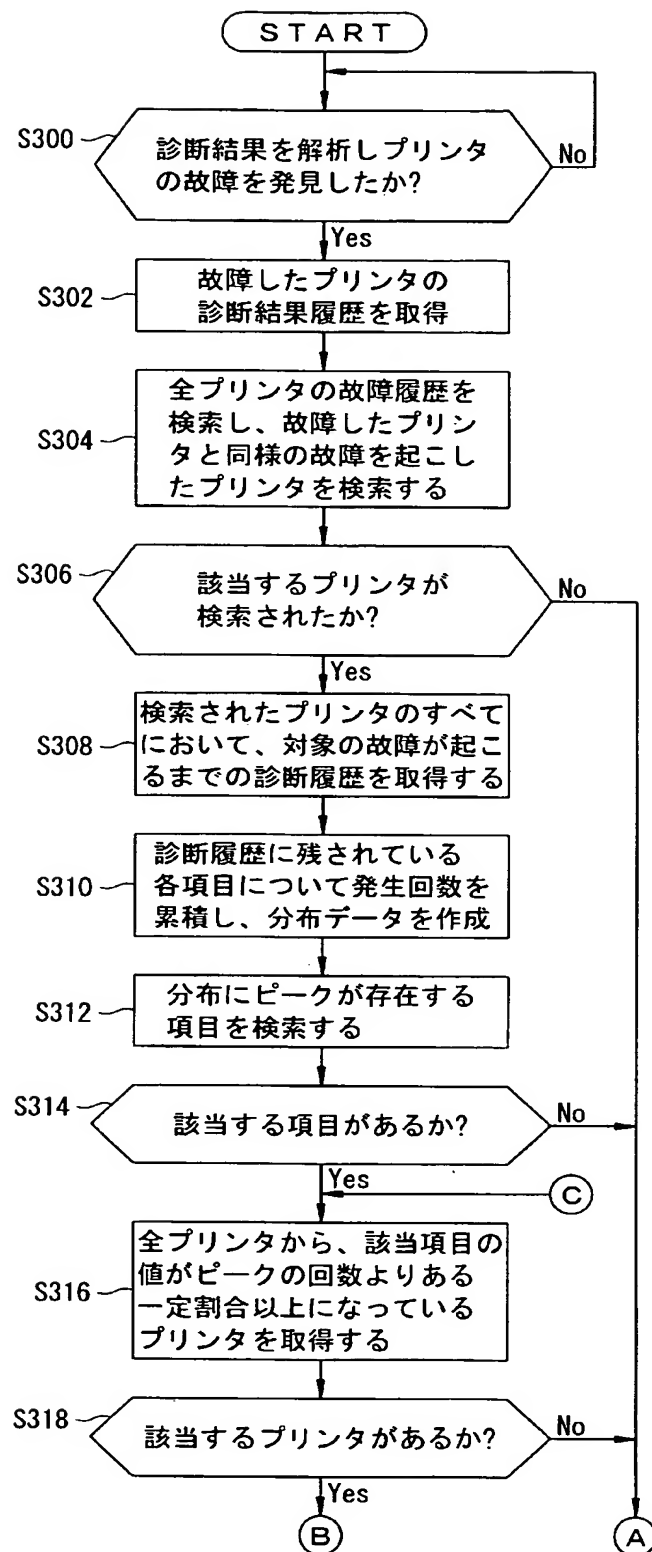 START
S300
診断結果を解析しプリンタ
の故障を発見したか?
No
Yes
S302
故障したプリンタの
診断結果履歴を取得
S304
全プリンタの故障履歴を
検索し、故障したプリン
タと同様の故障を起こし
たプリンタを検索する
S306
該当するプリンタが
検索されたか?
No
Yes
S308
検索されたプリンタのすべて
において、対象の故障が起こ
るまでの診断履歴を取得する
S310
診断履歴に残されている
各項目について発生回数を
累積し、分布データを作成
S312
分布にピークが存在する
項目を検索する
S314
該当する項目があるか?
No
Yes
C
S316
全プリンタから、該当項目の
値がピークの回数よりある
一定割合以上になっている
プリンタを取得する
S318
該当するプリンタがあるか?
No
Yes
B
A